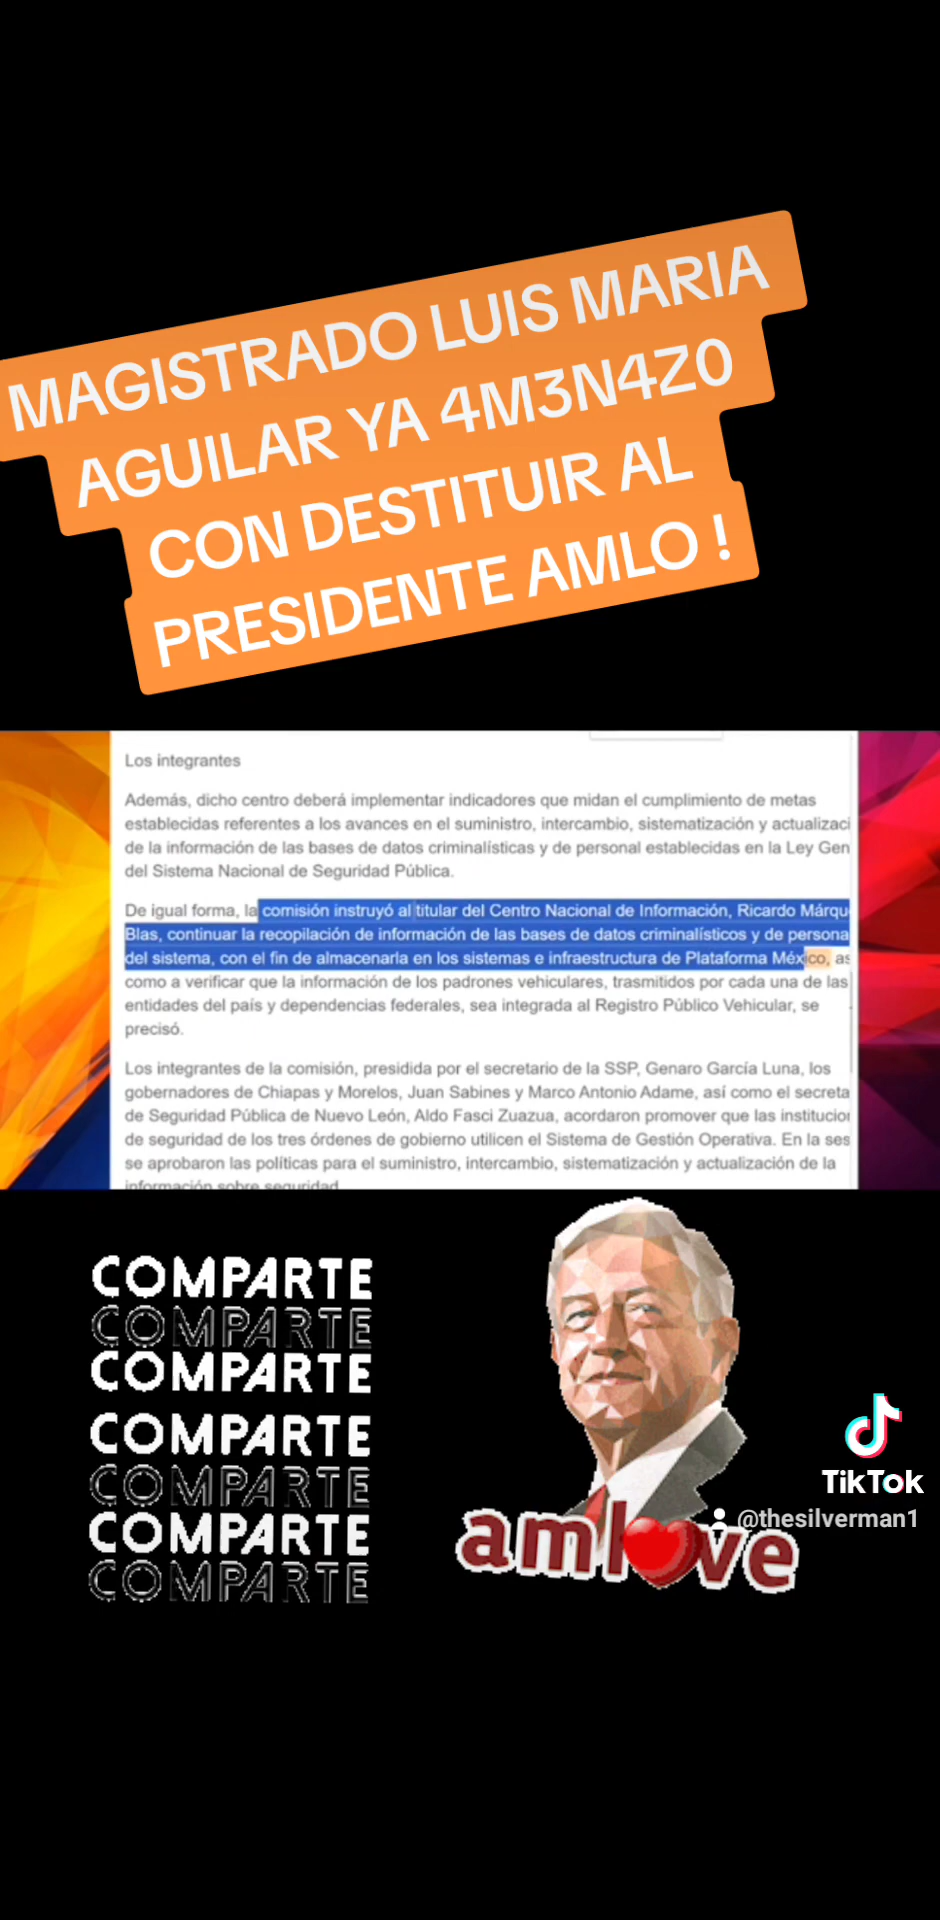 MAGISTRADO LUIS MARIA
AGUILAR YA 4M3N4Z0
CON DESTITUIR AL
PRESIDENTE AMLO !
Los integrantes
Además, dicho centro deberá implementar indicadores que midan el cumplimiento de metas
establecidas referentes a los avances en el suministro, intercambio, sistematización y actualizaci
de la información de las bases de datos criminalísticas y de personal establecidas en la Ley Gen
del Sistema Nacional de Seguridad Pública.
De igual forma, la comisión instruyó al titular del Centro Nacional de Información, Ricardo Márqu
Blas, continuar la recopilación de información de las bases de datos criminalísticos y de persona
del sistema, con el fin de almacenarla en los sistemas e infraestructura de Plataforma México, as
como a verificar que la información de los padrones vehiculares, trasmitidos por cada una de las
entidades del país y dependencias federales, sea integrada al Registro Público Vehicular, se
precisó.
Los integrantes de la comisión, presidida por el secretario de la SSP, Genaro García Luna, los
gobernadores de Chiapas y Morelos, Juan Sabines y Marco Antonio Adame, así como el secreta
de Seguridad Pública de Nuevo León, Aldo Fasci Zuazua, acordaron promover que las institucion
de seguridad de los tres órdenes de gobierno utilicen el Sistema de Gestión Operativa. En la ses
se aprobaron las políticas para el suministro, intercambio, sistematización y actualización de la
información sobre seguridad
COMPARTE
COMPARTE
COMPARTE
COMPARTE
COMPARTE
COMPARTE
COMPARTE
amlove
TikTok
@thesilverman1